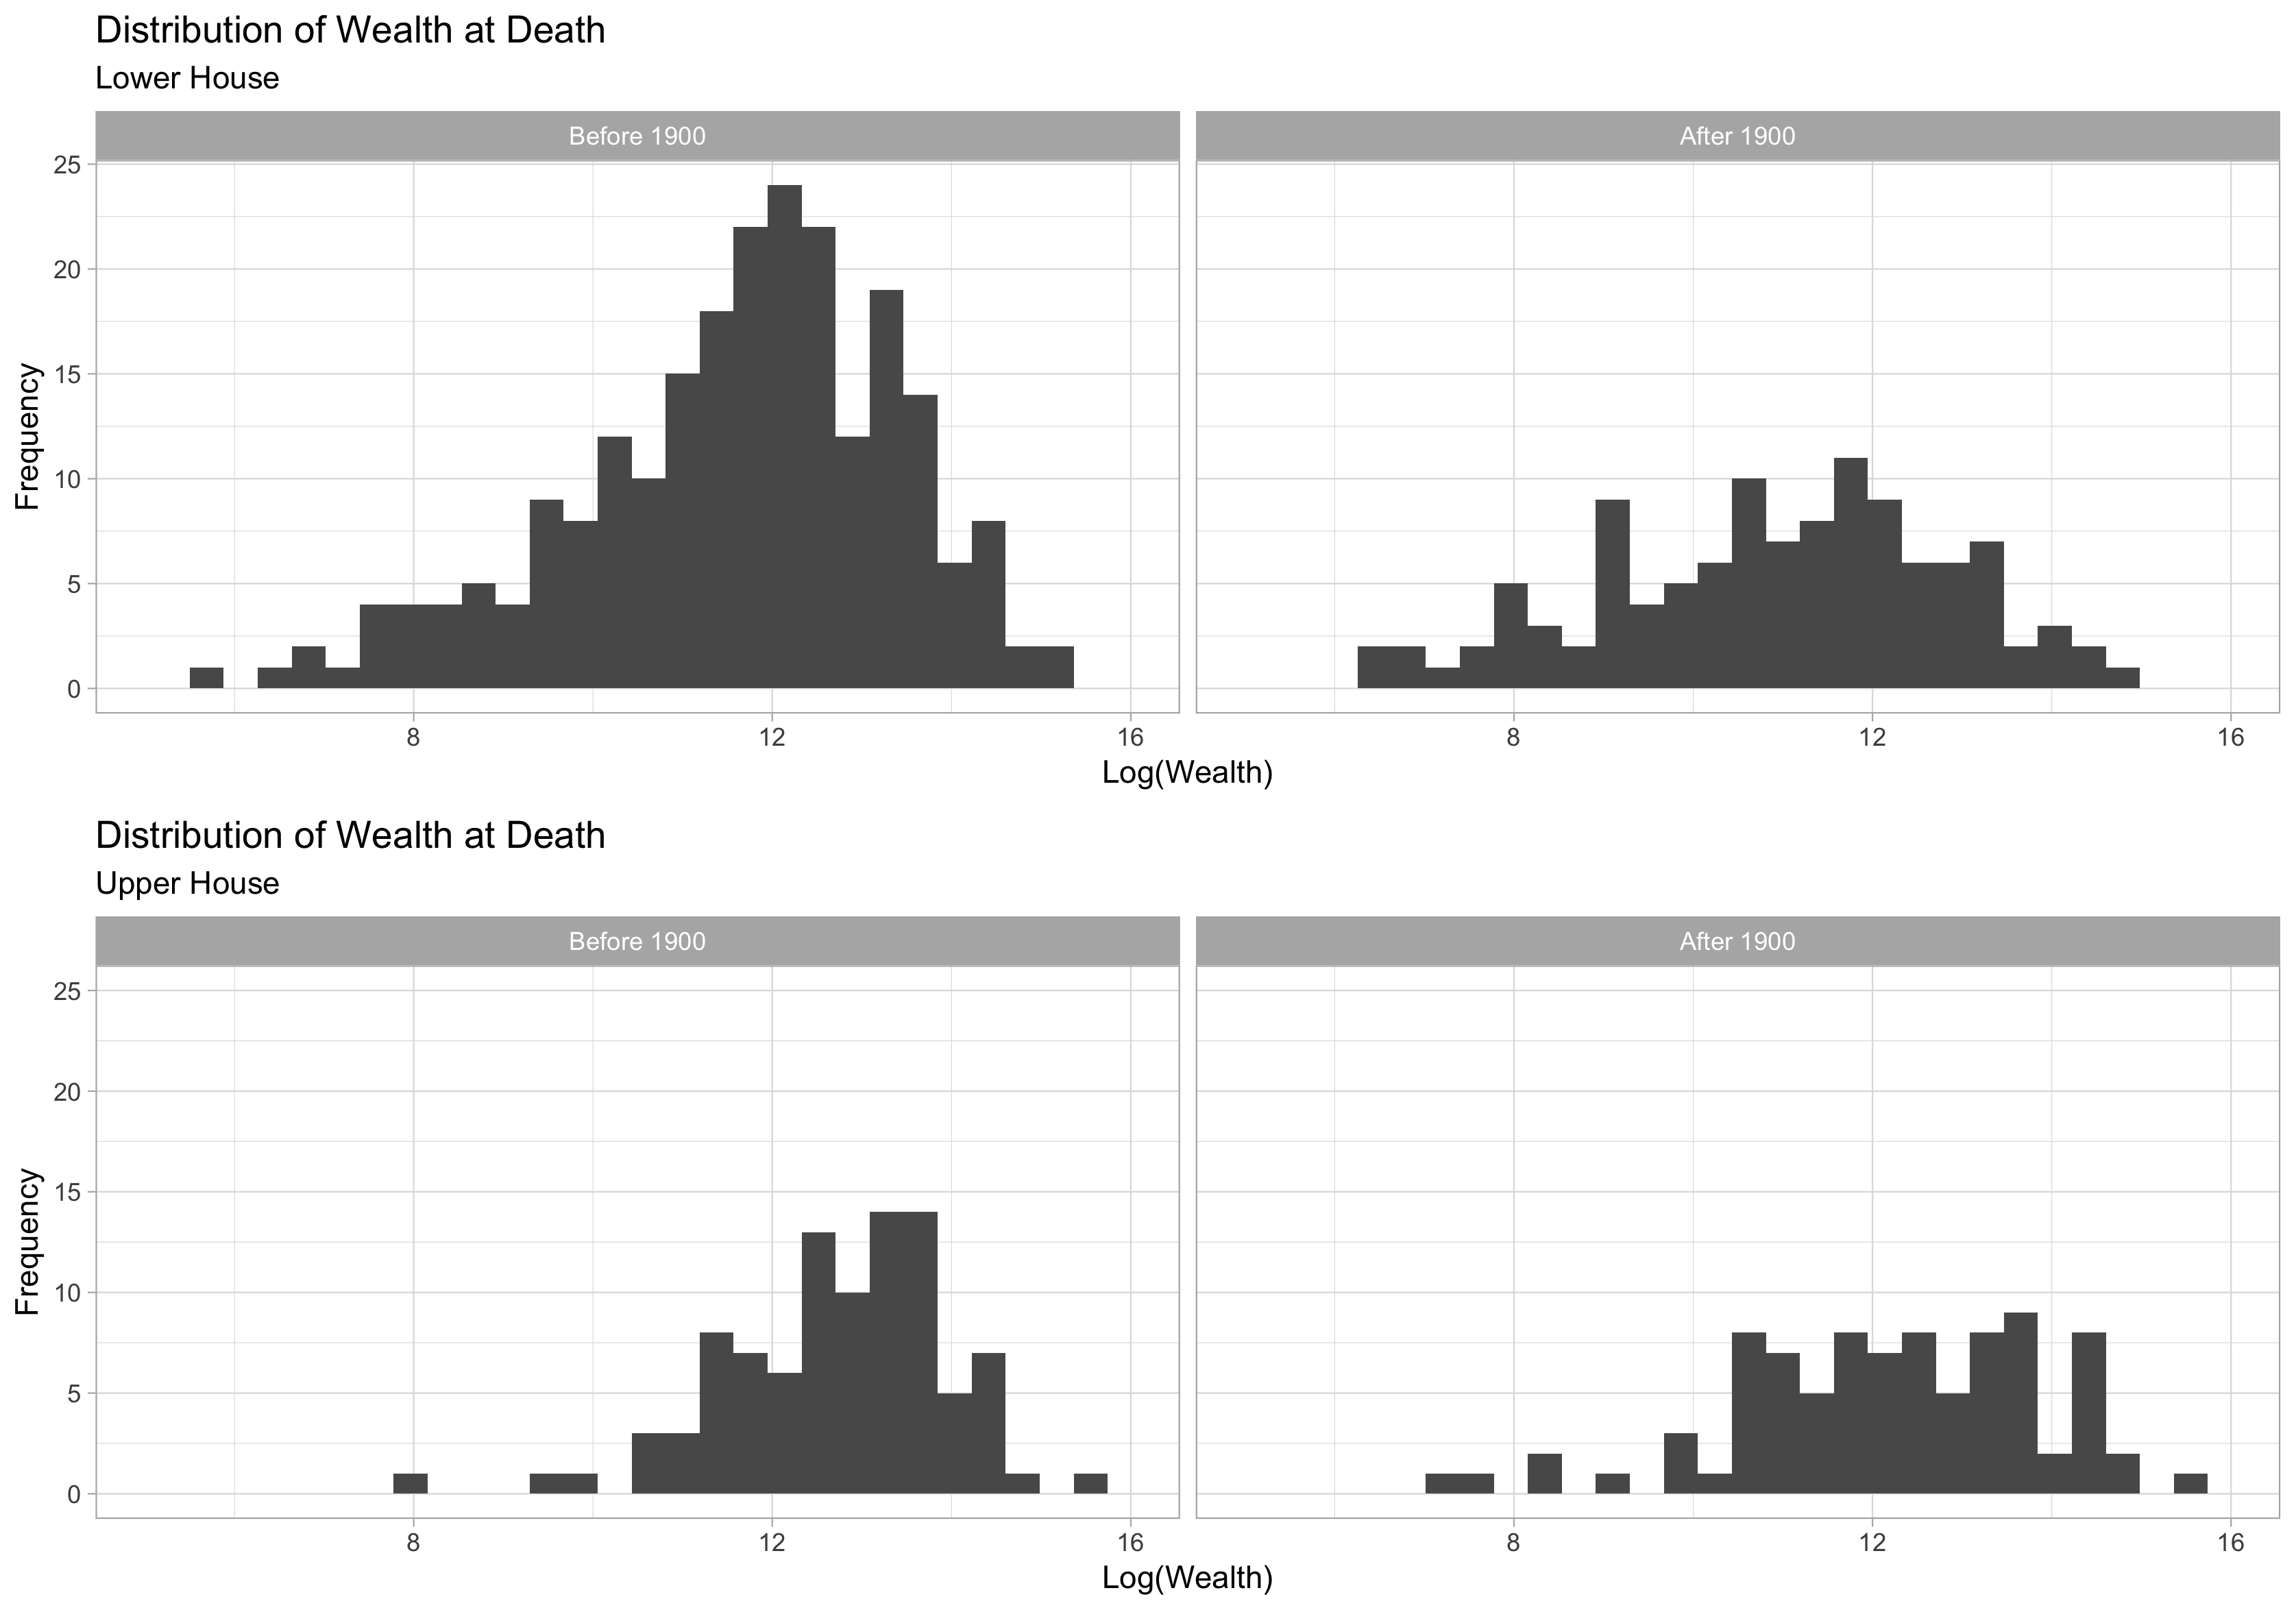 Distribution of Wealth at Death
Lower House
Before 1900
After 1900
25
20
15
10
5
0
Frequency
8
12
16
8
12
16
Log(Wealth)
Distribution of Wealth at Death
Upper House
Before 1900
After 1900
25
20
15
10
5
0
Frequency
8
12
16
8
12
16
Log(Wealth)